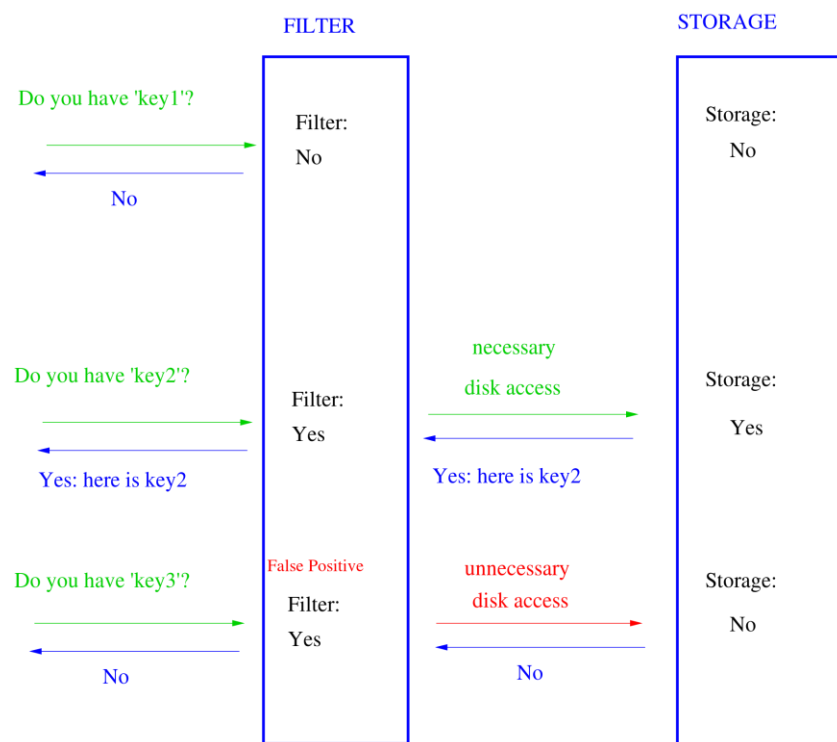 FILTER
STORAGE
Do you have 'key1'?
Filter:
No
Storage:
No
No
Do you have 'key2'?
Filter:
Yes
necessary
disk access
Storage:
Yes
Yes: here is key2
Yes: here is key2
Do you have 'key3'?
False Positive
Filter:
Yes
unnecessary
disk access
Storage:
No
No
No